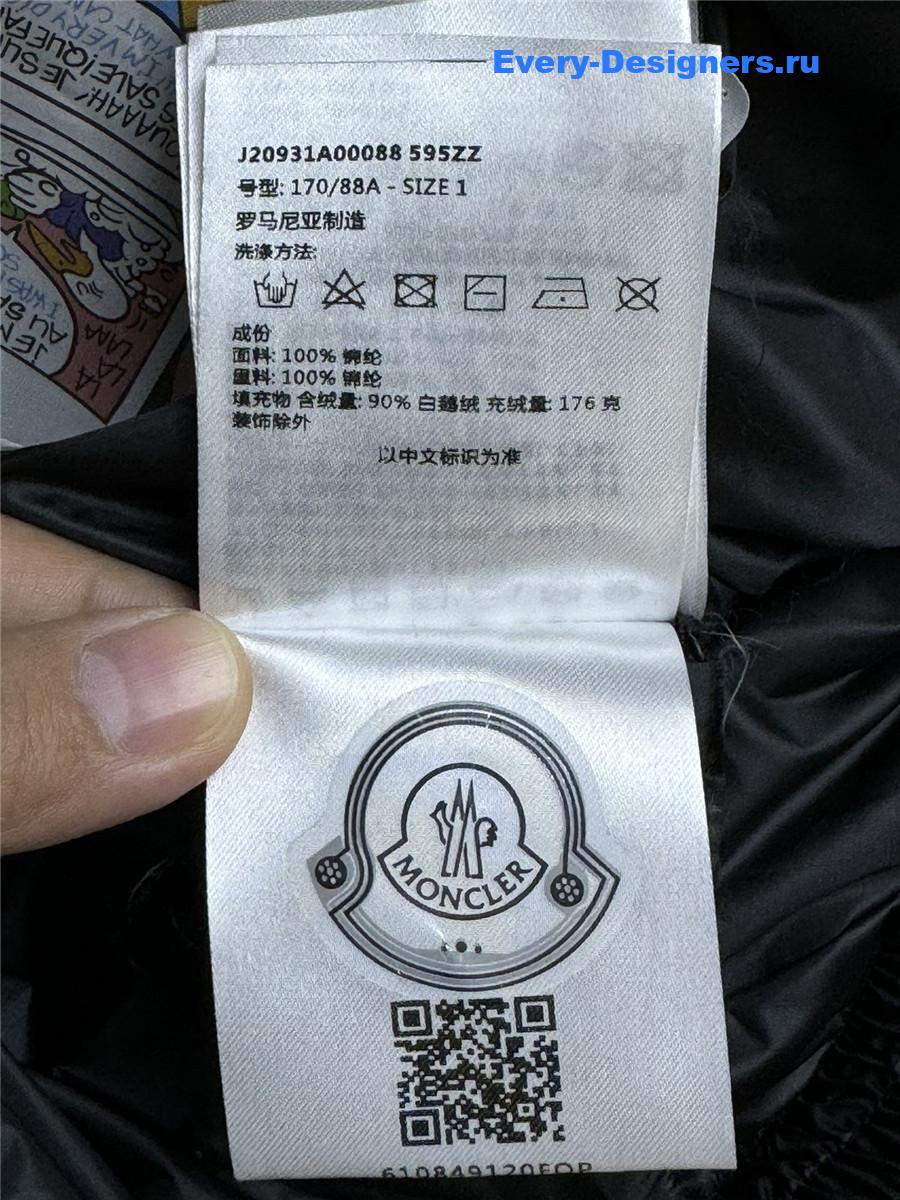 Every-Designers.ru
J20931A00088 595ZZ
号型: 170/88A - SIZE 1
罗马尼亚制造
洗涤方法:
成份
面料: 100% 锦纶
里料: 100% 锦纶
填充物 含绒量: 90% 白鹅绒 充绒量: 176 克
装饰除外
以中文标识为准
MONCLER